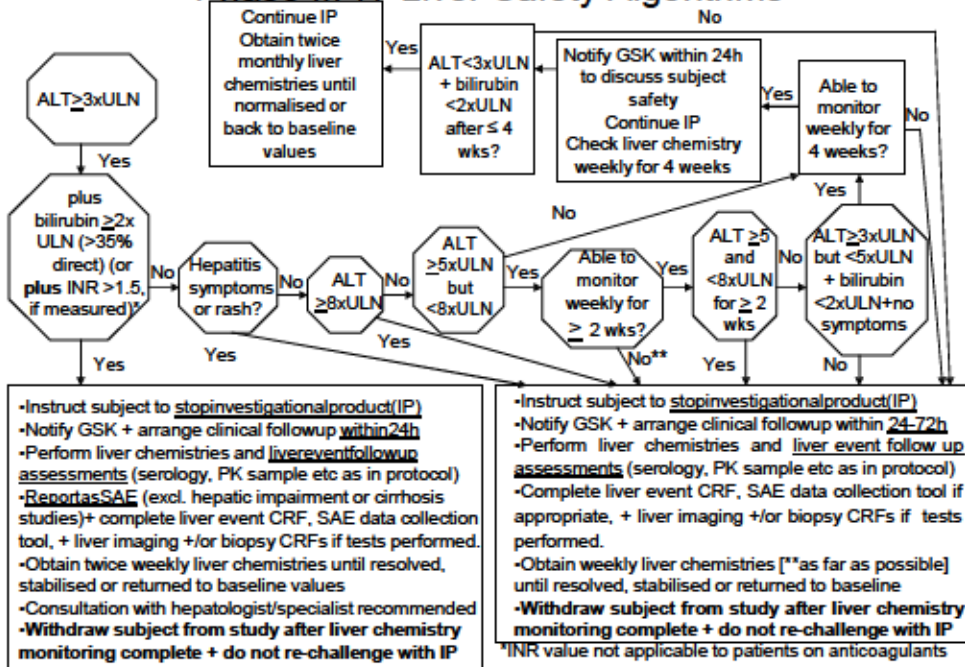 Liver Safety Algorithms
Continue IP
Obtain twice
monthly liver
chemistries until
normalised or
back to baseline
values
Yes
ALT<3xULN
+ bilirubin
<2xULN
after ≤ 4
wks?
No
Notify GSK within 24h
to discuss subject
safety
Continue IP
Check liver chemistry
weekly for 4 weeks
Yes
Able to
monitor
weekly for
4 weeks?
No
ALT≥3xULN
Yes
plus
bilirubin ≥2x
ULN (>35%
direct) (or
plus INR >1.5,
if measured)*
No
Hepatitis
symptoms
or rash?
No
ALT
≥8xULN
No
ALT
≥5xULN
but
<8xULN
No
Yes
Able to
monitor
weekly for
≥ 2 wks?
Yes
ALT ≥5
and
<8xULN
for ≥ 2
wks
No
Yes
ALT≥3xULN
but <5xULN
+ bilirubin
<2xULN+no
symptoms
Yes
Yes
Yes
No**
Yes
No
•Instruct subject to stopinvestigationalproduct(IP)
•Notify GSK + arrange clinical followup within24h
•Perform liver chemistries and livereventfollowup
assessments (serology, PK sample etc as in protocol)
•ReportasSAE (excl. hepatic impairment or cirrhosis
studies)+ complete liver event CRF, SAE data collection
tool, + liver imaging +/or biopsy CRFs if tests performed.
•Obtain twice weekly liver chemistries until resolved,
stabilised or returned to baseline values
•Consultation with hepatologist/specialist recommended
•Withdraw subject from study after liver chemistry
monitoring complete + do not re-challenge with IP
•Instruct subject to stopinvestigationalproduct(IP)
•Notify GSK + arrange clinical followup within 24-72h
•Perform liver chemistries and liver event follow up
assessments (serology, PK sample etc as in protocol)
•Complete liver event CRF, SAE data collection tool if
appropriate, + liver imaging +/or biopsy CRFs if tests
performed.
•Obtain weekly liver chemistries [**as far as possible]
until resolved, stabilised or returned to baseline
•Withdraw subject from study after liver chemistry
monitoring complete + do not re-challenge with IP
*INR value not applicable to patients on anticoagulants